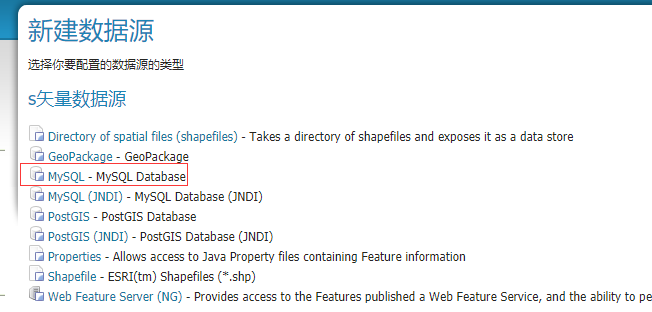 新建数据源
选择你要配置的数据源的类型
s矢量数据源
Directory of spatial files (shapefiles) - Takes a directory of shapefiles and exposes it as a data store
GeoPackage - GeoPackage
MySQL - MySQL Database
MySQL (JNDI) - MySQL Database (JNDI)
PostGIS - PostGIS Database
PostGIS (JNDI) - PostGIS Database (JNDI)
Properties - Allows access to Java Property files containing Feature information
Shapefile - ESRI(tm) Shapefiles (*.shp)
Web Feature Server (NG) - Provides access to the Features published a Web Feature Service, and the ability to pe